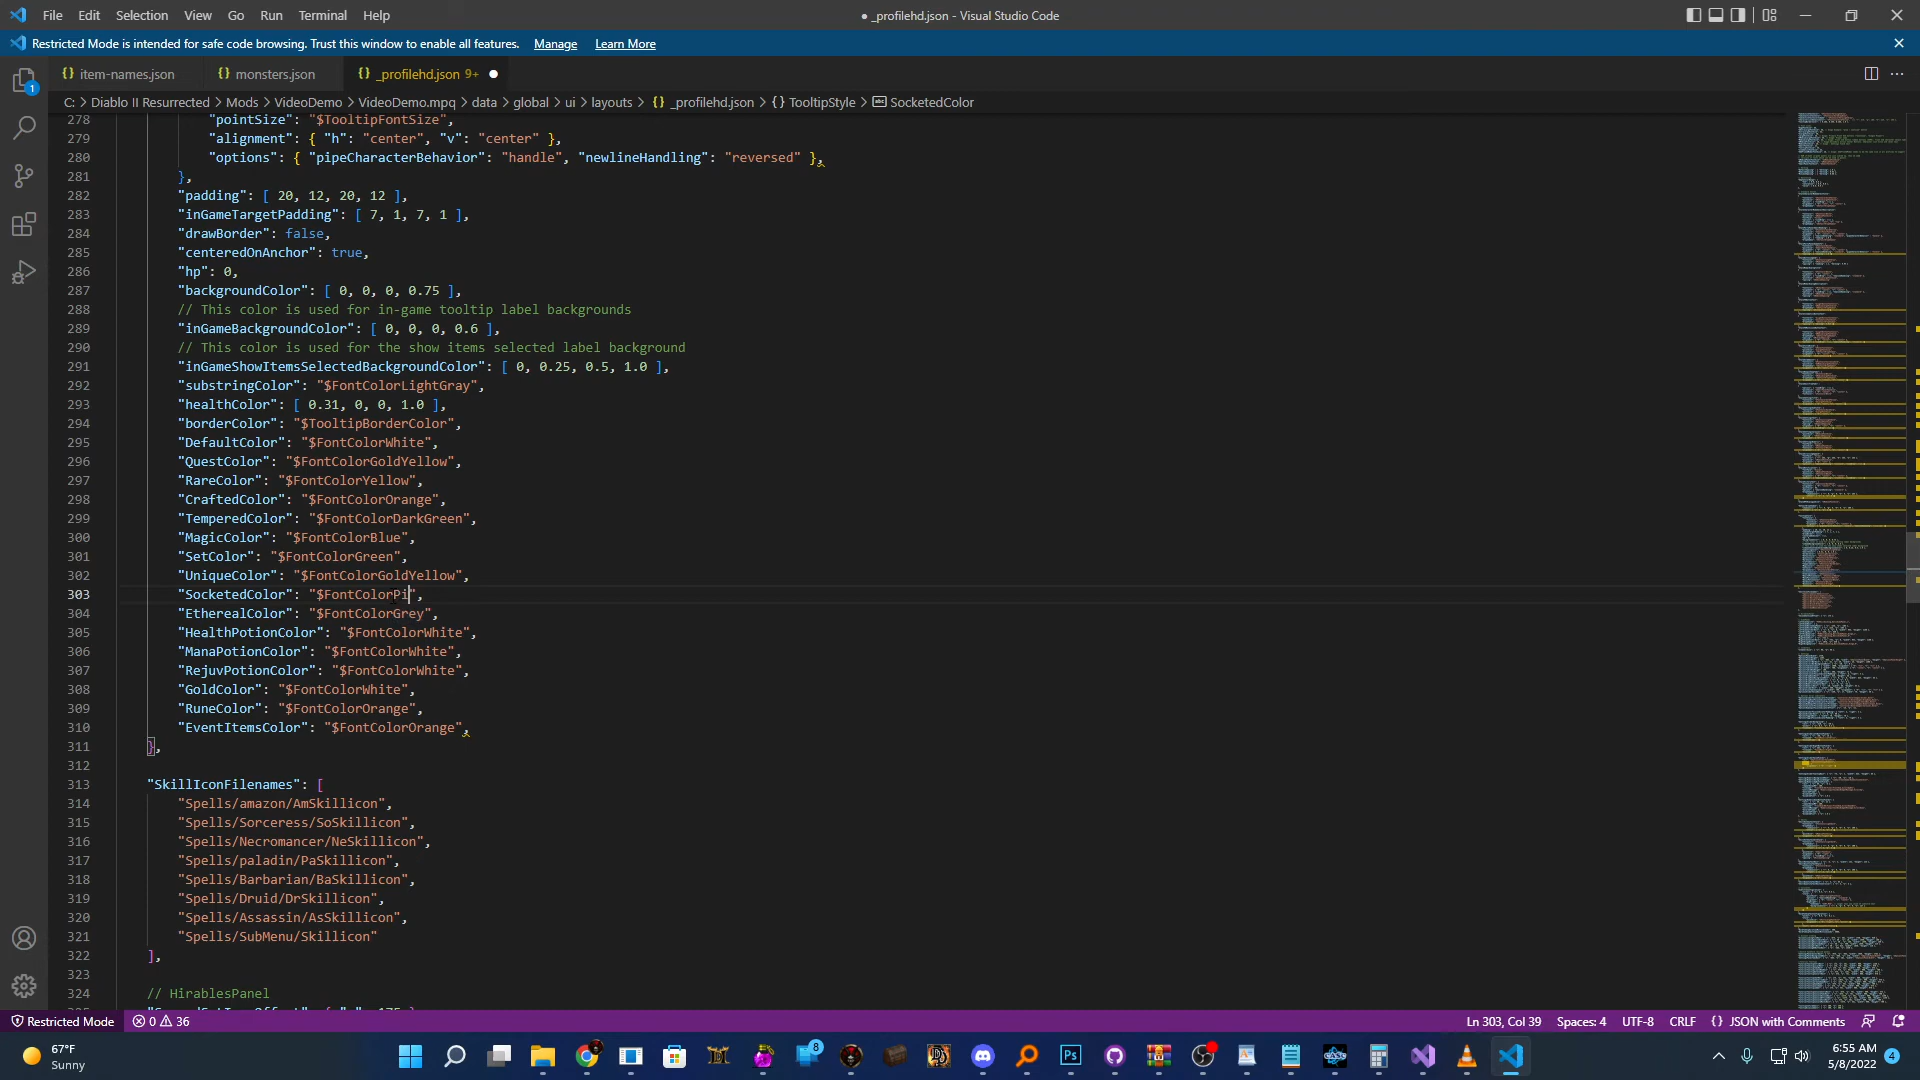 File Edit Selection View Go Run Terminal Help
● _profilehd.json - Visual Studio Code
Restricted Mode is intended for safe code browsing. Trust this window to enable all features. Manage Learn More
{} item-names.json {} monsters.json {} _profilehd.json 9+ ●
C: > Diablo II Resurrected > Mods > VideoDemo > VideoDemo.mpq > data > global > ui > layouts > {} _profilehd.json > {} TooltipStyle > SocketedColor
278 "pointSize": "$TooltipFontSize",
279 "alignment": { "h": "center", "v": "center" },
280 "options": { "pipeCharacterBehavior": "handle", "newlineHandling": "reversed" },
281 },
282 "padding": [ 20, 12, 20, 12 ],
283 "inGameTargetPadding": [ 7, 1, 7, 1 ],
284 "drawBorder": false,
285 "centeredOnAnchor": true,
286 "hp": 0,
287 "backgroundColor": [ 0, 0, 0, 0.75 ],
288 // This color is used for in-game tooltip label backgrounds
289 "inGameBackgroundColor": [ 0, 0, 0, 0.6 ],
290 // This color is used for the show items selected label background
291 "inGameShowItemsSelectedBackgroundColor": [ 0, 0.25, 0.5, 1.0 ],
292 "substringColor": "$FontColorLightGray",
293 "healthColor": [ 0.31, 0, 0, 1.0 ],
294 "borderColor": "$TooltipBorderColor",
295 "DefaultColor": "$FontColorWhite",
296 "QuestColor": "$FontColorGoldYellow",
297 "RareColor": "$FontColorYellow",
298 "CraftedColor": "$FontColorOrange",
299 "TemperedColor": "$FontColorDarkGreen",
300 "MagicColor": "$FontColorBlue",
301 "SetColor": "$FontColorGreen",
302 "UniqueColor": "$FontColorGoldYellow",
303 "SocketedColor": "$FontColorPi",
304 "EtherealColor": "$FontColorGrey",
305 "HealthPotionColor": "$FontColorWhite",
306 "ManaPotionColor": "$FontColorWhite",
307 "RejuvPotionColor": "$FontColorWhite",
308 "GoldColor": "$FontColorWhite",
309 "RuneColor": "$FontColorOrange",
310 "EventItemsColor": "$FontColorOrange",
311 },
312
313 "SkillIconFilenames": [
314 "Spells/amazon/AmSkillicon",
315 "Spells/Sorceress/SoSkillicon",
316 "Spells/Necromancer/NeSkillicon",
317 "Spells/paladin/PaSkillicon",
318 "Spells/Barbarian/BaSkillicon",
319 "Spells/Druid/DrSkillicon",
320 "Spells/Assassin/AsSkillicon",
321 "Spells/SubMenu/Skillicon"
322 ],
323
324 // HirablesPanel
Restricted Mode 0 36 Ln 303, Col 39 Spaces: 4 UTF-8 CRLF {} JSON with Comments
67°F
Sunny
8
Ps
6:55 AM
5/8/2022
4